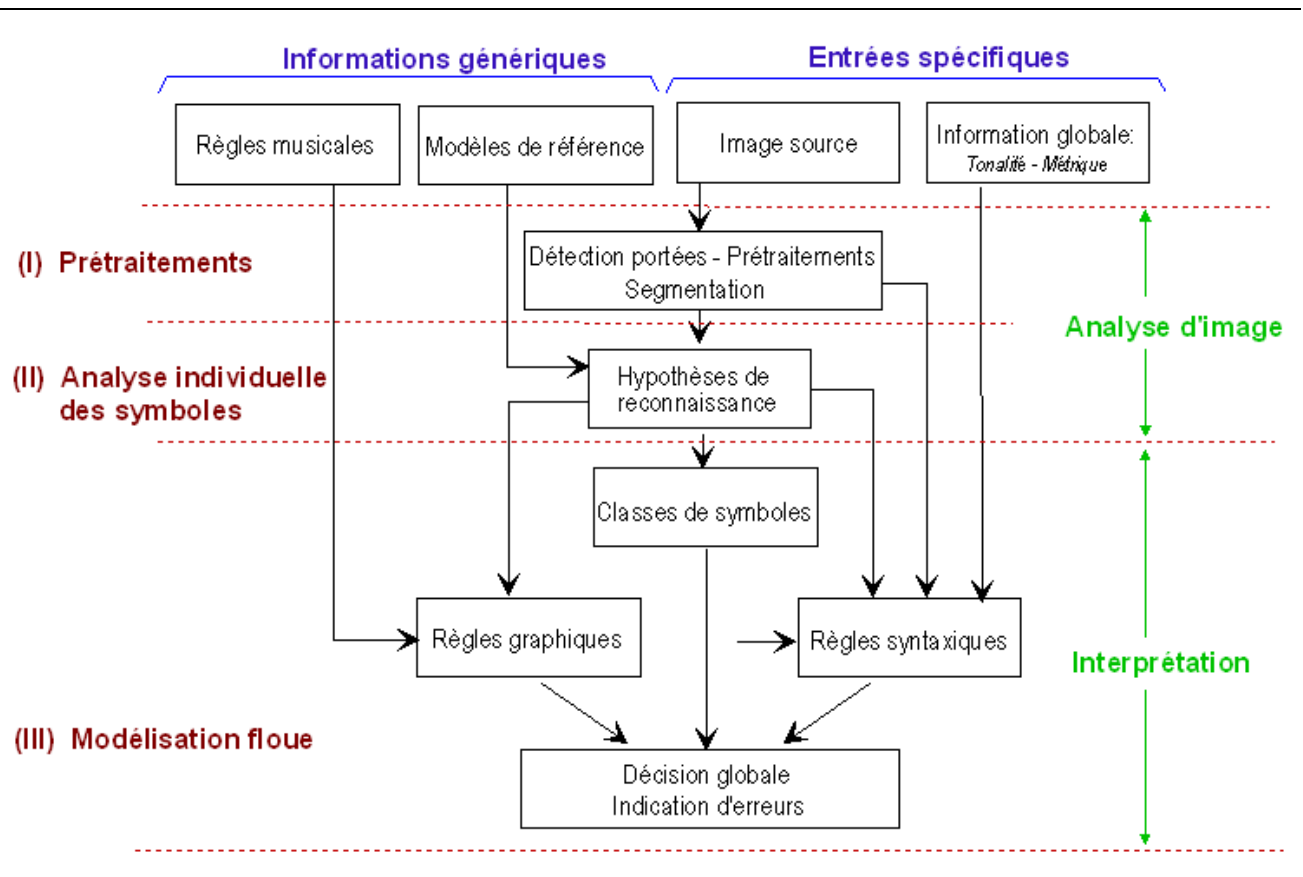 Informations génériques
Entrées spécifiques
Règles musicales
Modèles de référence
Image source
Information globale:
Tonalité - Métrique
(I) Prétraitements
Détection portées - Prétraitements
Segmentation
Analyse d'image
(II) Analyse individuelle
des symboles
Hypothèses de
reconnaissance
Classes de symboles
Règles graphiques
Règles syntaxiques
Interprétation
(III) Modélisation floue
Décision globale
Indication d'erreurs